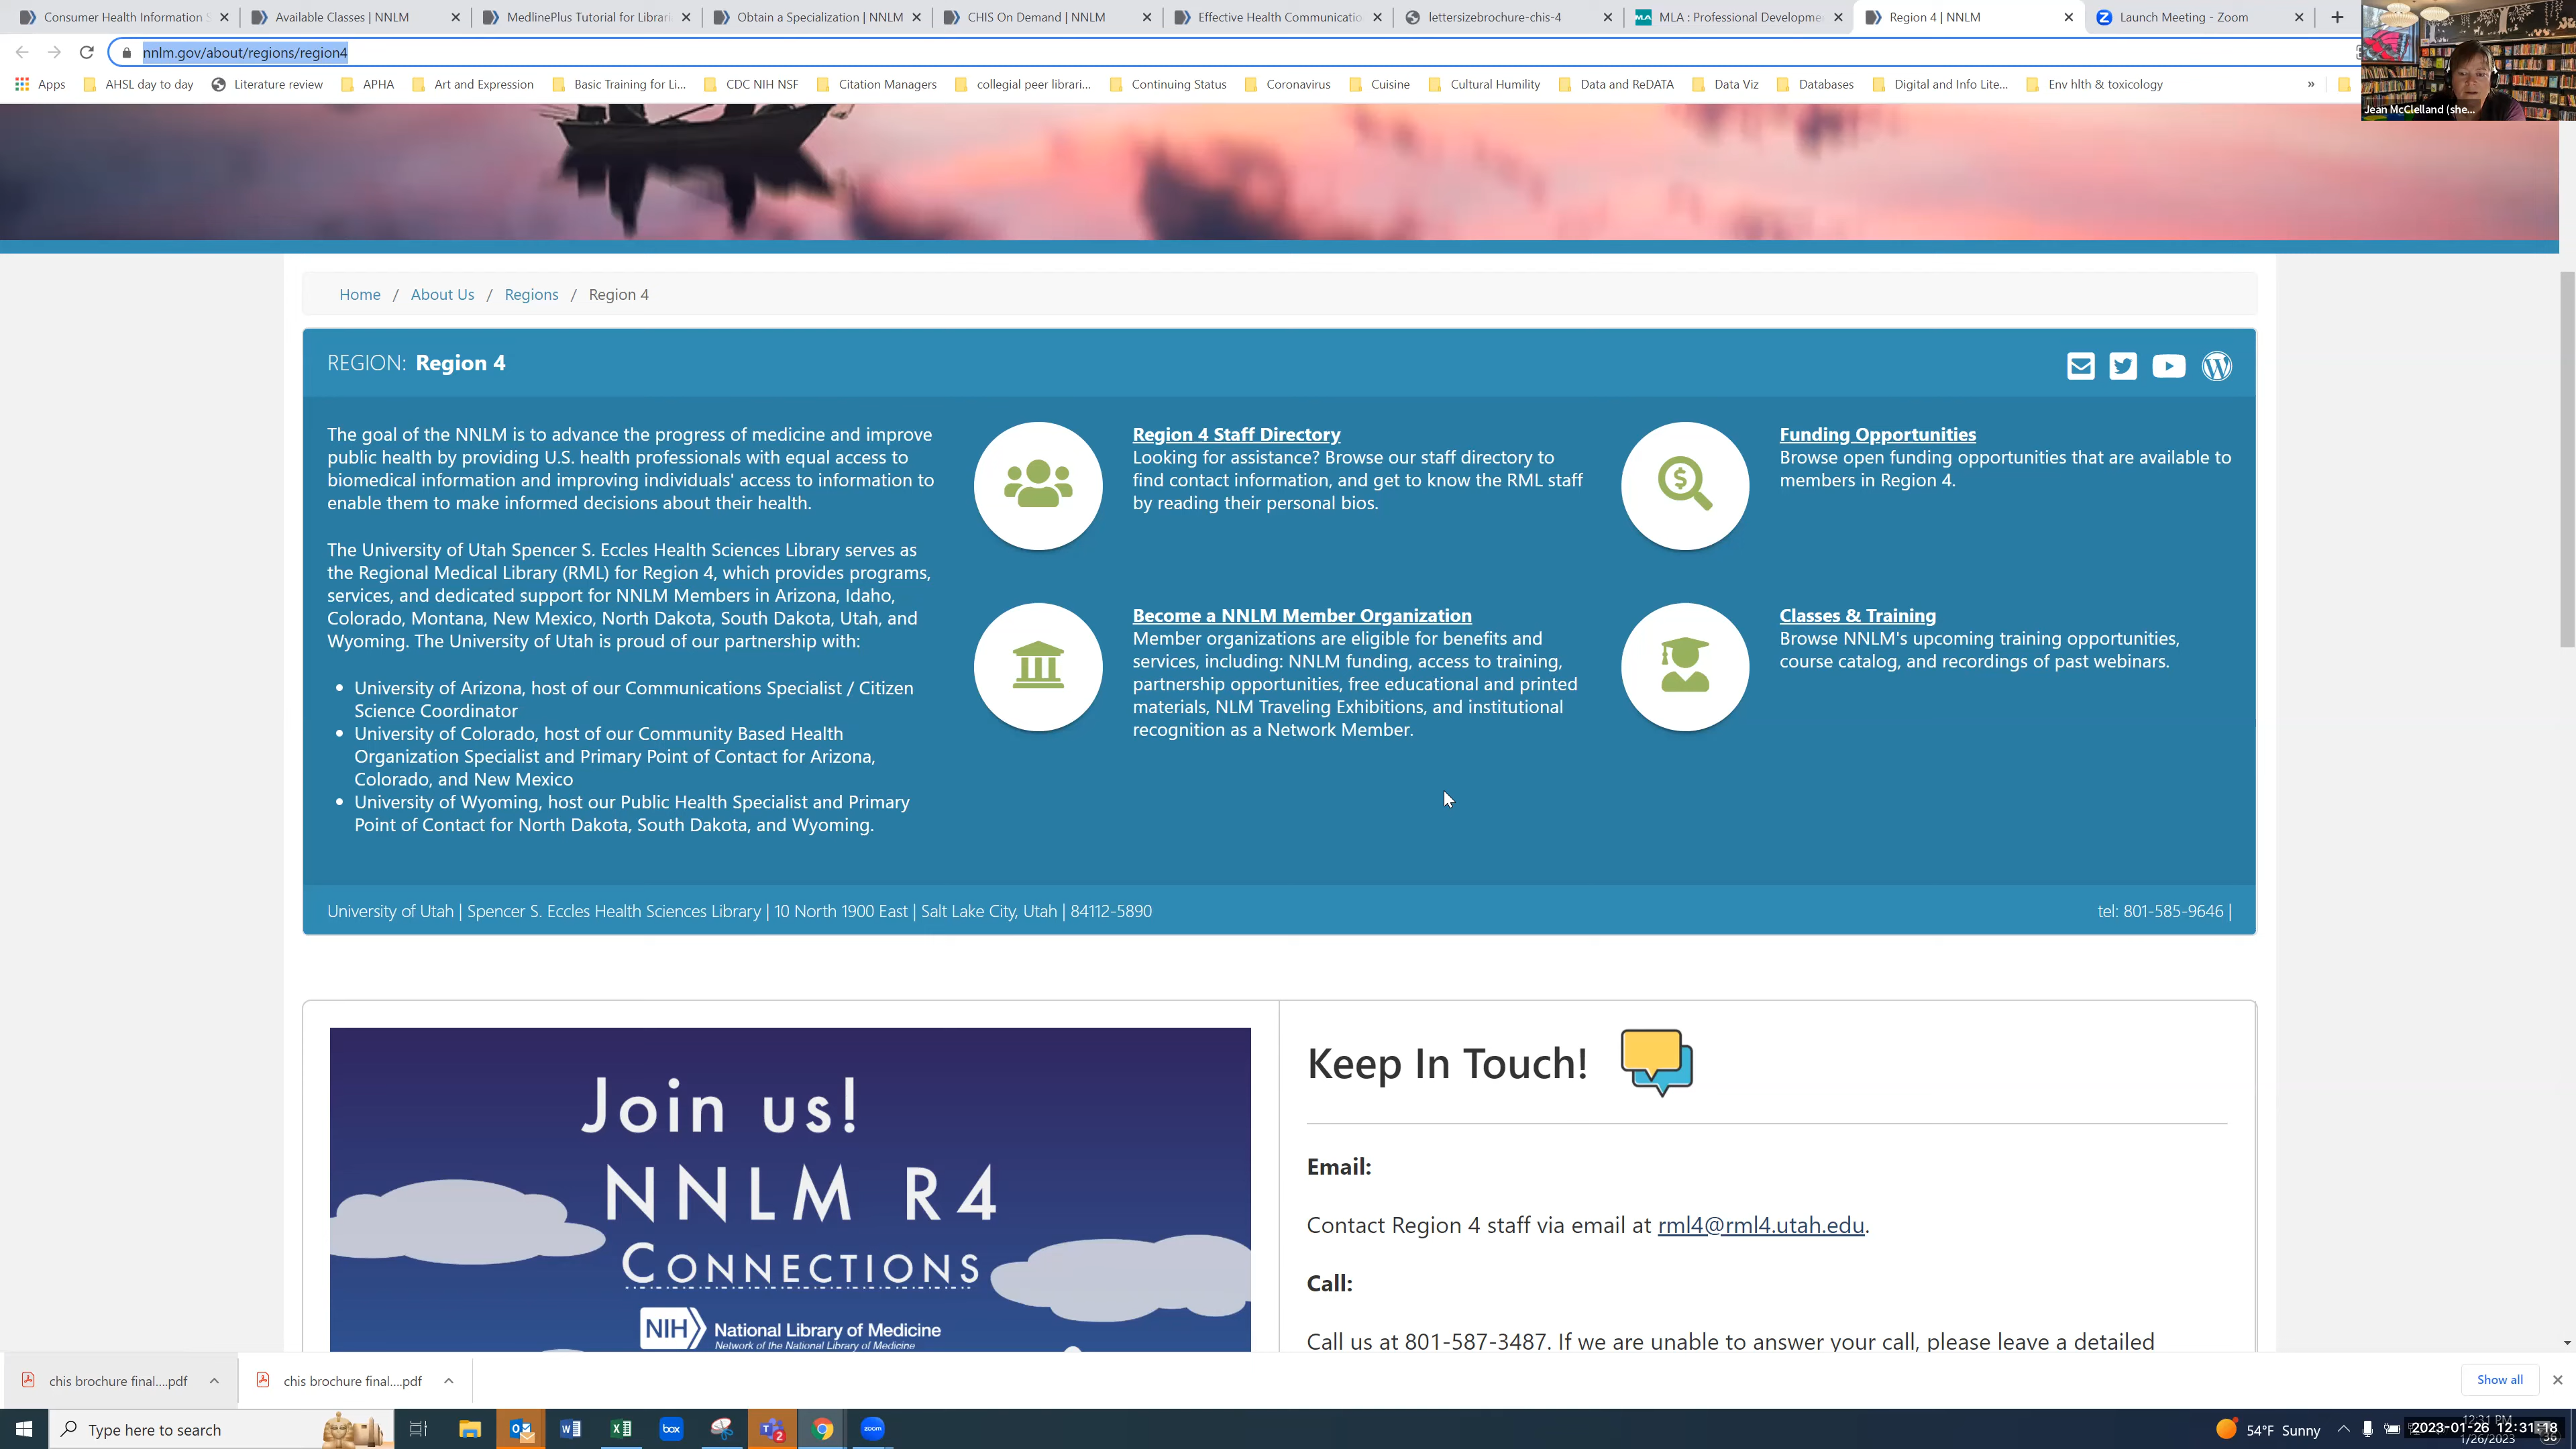 Consumer Health Information S
Available Classes | NNLM
MedlinePlus Tutorial for Librari
Obtain a Specialization | NNLM
CHIS On Demand | NNLM
Effective Health Communicatio
lettersizebrochure-chis-4
MLA : Professional Developme
Region 4 | NNLM
Launch Meeting - Zoom
nnlm.gov/about/regions/region4
Apps
AHSL day to day
Literature review
APHA
Art and Expression
Basic Training for Li...
CDC NIH NSF
Citation Managers
collegial peer librari...
Continuing Status
Coronavirus
Cuisine
Cultural Humility
Data and ReDATA
Data Viz
Databases
Digital and Info Lite...
Env hlth & toxicology
»
Jean McClelland (she...
Home / About Us / Regions / Region 4
REGION: Region 4
The goal of the NNLM is to advance the progress of medicine and improve
public health by providing U.S. health professionals with equal access to
biomedical information and improving individuals' access to information to
enable them to make informed decisions about their health.
The University of Utah Spencer S. Eccles Health Sciences Library serves as
the Regional Medical Library (RML) for Region 4, which provides programs,
services, and dedicated support for NNLM Members in Arizona, Idaho,
Colorado, Montana, New Mexico, North Dakota, South Dakota, Utah, and
Wyoming. The University of Utah is proud of our partnership with:
• University of Arizona, host of our Communications Specialist / Citizen
Science Coordinator
• University of Colorado, host of our Community Based Health
Organization Specialist and Primary Point of Contact for Arizona,
Colorado, and New Mexico
• University of Wyoming, host our Public Health Specialist and Primary
Point of Contact for North Dakota, South Dakota, and Wyoming.
Region 4 Staff Directory
Looking for assistance? Browse our staff directory to
find contact information, and get to know the RML staff
by reading their personal bios.
Become a NNLM Member Organization
Member organizations are eligible for benefits and
services, including: NNLM funding, access to training,
partnership opportunities, free educational and printed
materials, NLM Traveling Exhibitions, and institutional
recognition as a Network Member.
Funding Opportunities
Browse open funding opportunities that are available to
members in Region 4.
Classes & Training
Browse NNLM's upcoming training opportunities,
course catalog, and recordings of past webinars.
University of Utah | Spencer S. Eccles Health Sciences Library | 10 North 1900 East | Salt Lake City, Utah | 84112-5890
tel: 801-585-9646 |
Join us!
NNLM R4
CONNECTIONS
NIH National Library of Medicine
Network of the National Library of Medicine
Keep In Touch!
Email:
Contact Region 4 staff via email at rml4@rml4.utah.edu.
Call:
Call us at 801-587-3487. If we are unable to answer your call, please leave a detailed
chis brochure final....pdf
chis brochure final....pdf
Show all
Type here to search
box
2
zoom
54°F Sunny
12:31 PM
2023-01-26 12:31:18
1/26/2023